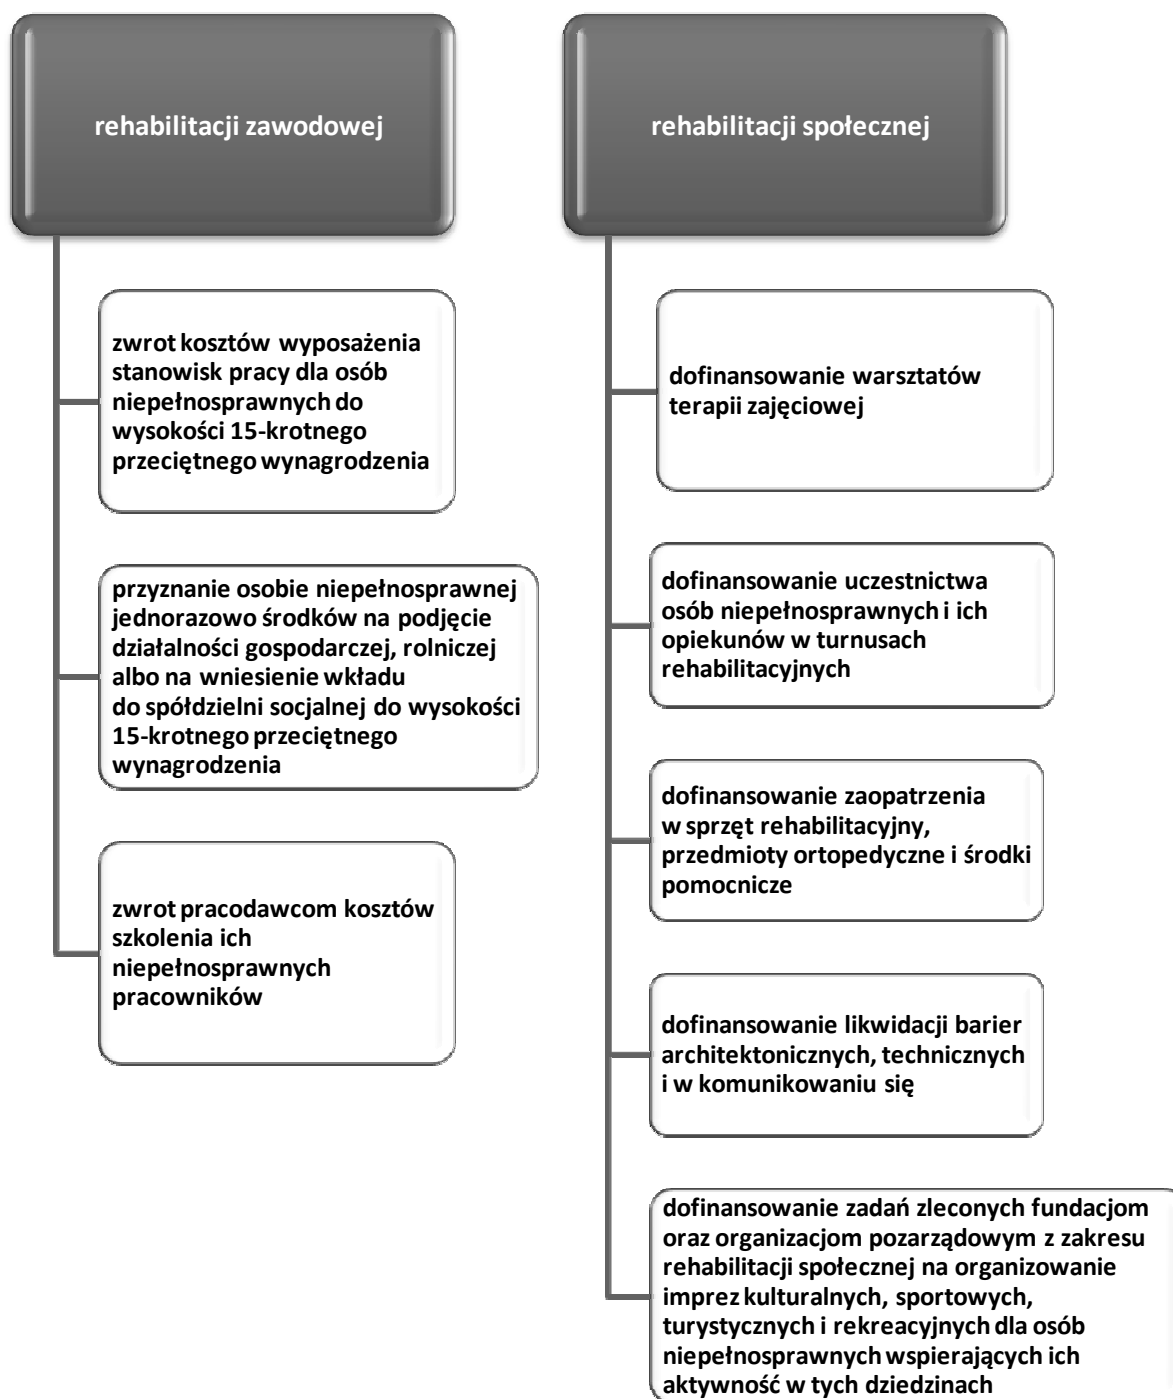 rehabilitacji zawodowej
zwrot kosztów wyposażenia
stanowisk pracy dla osób
niepełnosprawnych do
wysokości 15-krotnego
przeciętnego wynagrodzenia
przyznanie osobie niepełnosprawnej
jednorazowo środków na podjęcie
działalności gospodarczej, rolniczej
albo na wniesienie wkładu
do spółdzielni socjalnej do wysokości
15-krotnego przeciętnego
wynagrodzenia
zwrot pracodawcom kosztów
szkolenia ich
niepełnosprawnych
pracowników
rehabilitacji społecznej
dofinansowanie warsztatów
terapii zajęciowej
dofinansowanie uczestnictwa
osób niepełnosprawnych i ich
opiekunów w turnusach
rehabilitacyjnych
dofinansowanie zaopatrzenia
w sprzęt rehabilitacyjny,
przedmioty ortopedyczne i środki
pomocnicze
dofinansowanie likwidacji barier
architektonicznych, technicznych
i w komunikowaniu się
dofinansowanie zadań zleconych fundacjom
oraz organizacjom pozarządowym z zakresu
rehabilitacji społecznej na organizowanie
imprez kulturalnych, sportowych,
turystycznych i rekreacyjnych dla osób
niepełnosprawnych wspierających ich
aktywność w tych dziedzinach